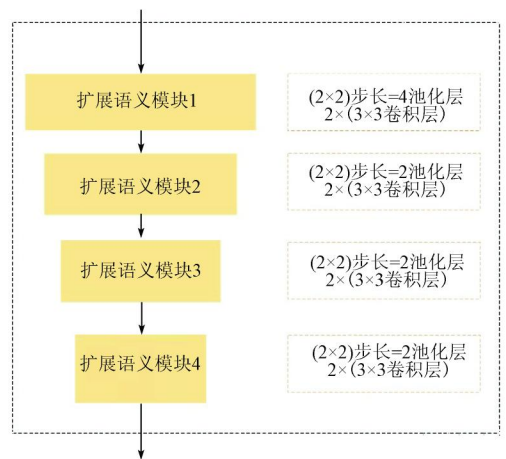 扩展语义模块1
(2×2)步长=4池化层
2×(3×3卷积层)
扩展语义模块2
(2×2)步长=2池化层
2×(3×3卷积层)
扩展语义模块3
(2×2)步长=2池化层
2×(3×3卷积层)
扩展语义模块4
(2×2)步长=2池化层
2×(3×3卷积层)